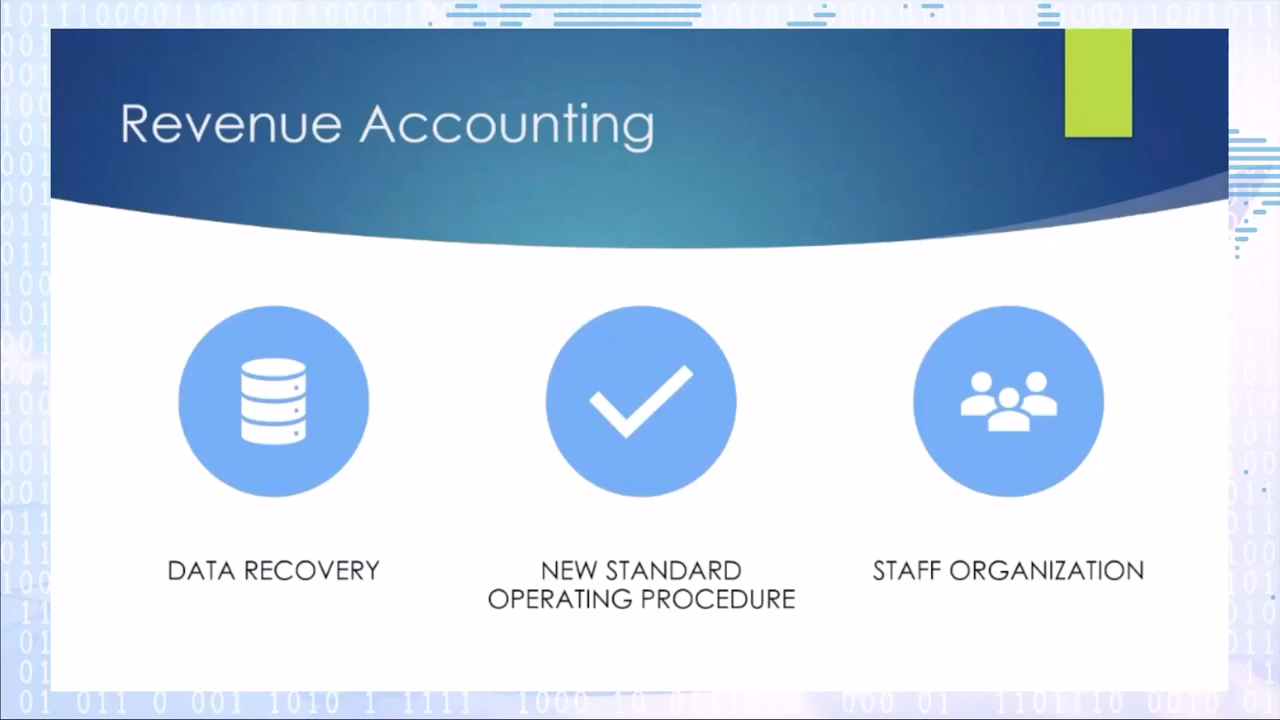 Revenue Accounting
DATA RECOVERY
NEW STANDARD
OPERATING PROCEDURE
STAFF ORGANIZATION